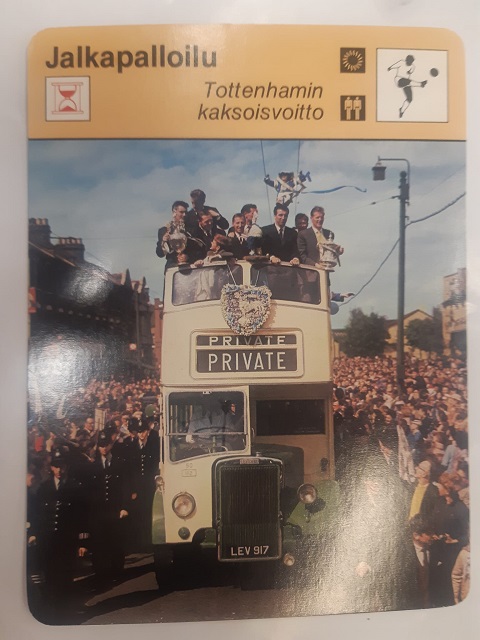 Jalkapalloilu
Tottenhamin
kaksoisvoitto
PRIVATE
PRIVATE
LEV 917